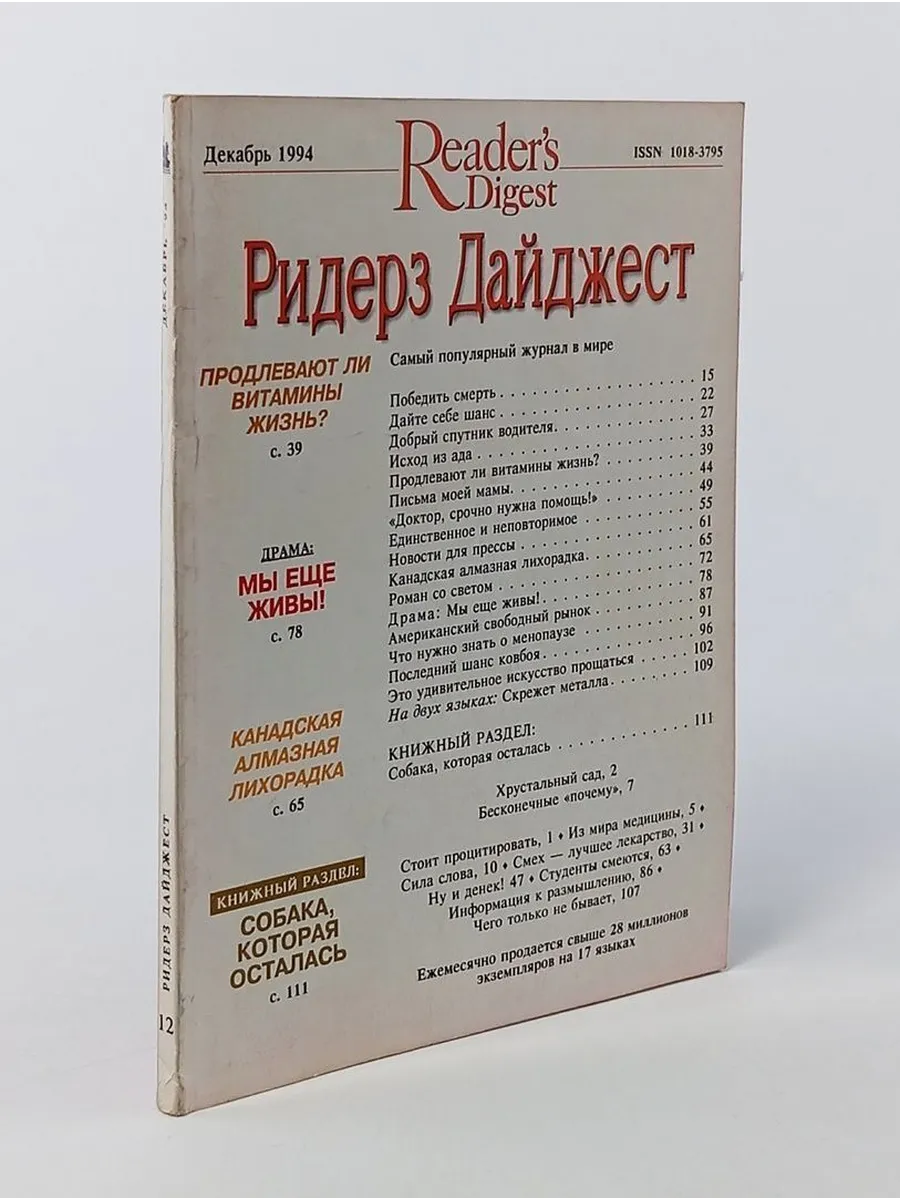 Декабрь 1994
Reader's
Digest
ISSN 1018-3795
Ридерз Дайджест
Самый популярный журнал в мире
ПРОДЛЕВАЮТ ЛИ
ВИТАМИНЫ
ЖИЗНЬ?
с. 39
ДРАМА:
МЫ ЕЩЕ
ЖИВЫ!
с. 78
КАНАДСКАЯ
АЛМАЗНАЯ
ЛИХОРАДКА
с. 65
КНИЖНЫЙ РАЗДЕЛ:
СОБАКА,
КОТОРАЯ
ОСТАЛАСЬ
с. 111
Победить смерть . . . . . . . . . . . . . . . . . . . . 15
Дайте себе шанс . . . . . . . . . . . . . . . . . . . . 22
Добрый спутник водителя. . . . . . . . . . . . . . 27
Исход из ада . . . . . . . . . . . . . . . . . . . . . . 33
Продлевают ли витамины жизнь? . . . . . . . . . 39
Письма моей мамы. . . . . . . . . . . . . . . . . . 44
«Доктор, срочно нужна помощь!» . . . . . . . . 49
Единственное и неповторимое . . . . . . . . . . . 55
Новости для прессы . . . . . . . . . . . . . . . . . 61
Канадская алмазная лихорадка. . . . . . . . . . . 65
Роман со светом . . . . . . . . . . . . . . . . . . . . 72
Драма: Мы еще живы!. . . . . . . . . . . . . . . . 78
Американский свободный рынок . . . . . . . . . 87
Что нужно знать о менопаузе . . . . . . . . . . . 91
Последний шанс ковбоя. . . . . . . . . . . . . . . 96
Это удивительное искусство прощаться . . . . . 102
На двух языках: Скрежет металла. . . . . . . . 109
КНИЖНЫЙ РАЗДЕЛ:
Собака, которая осталась . . . . . . . . . . . . . 111
Хрустальный сад, 2
Бесконечные «почему», 7
Стоит процитировать, 1 ♦ Из мира медицины, 5 ♦
Сила слова, 10 ♦ Смех — лучшее лекарство, 31 ♦
Ну и денек! 47 ♦ Студенты смеются, 63 ♦
Информация к размышлению, 86 ♦
Чего только не бывает, 107
Ежемесячно продается свыше 28 миллионов
экземпляров на 17 языках
РИДЕРЗ ДАЙДЖЕСТ
12